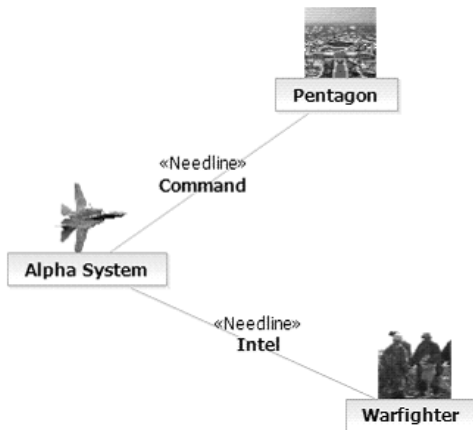 Pentagon
«Needline»
Command
Alpha System
«Needline»
Intel
Warfighter